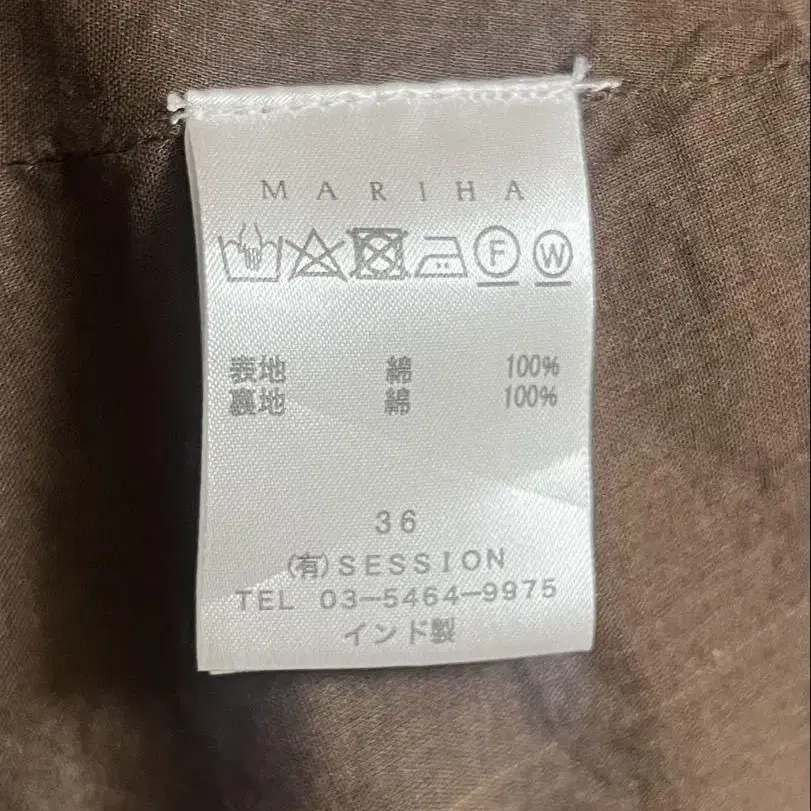 MARIHA
F W
表地 綿 100%
裏地 綿 100%
36
(有)SESSION
TEL 03-5464-9975
インド製